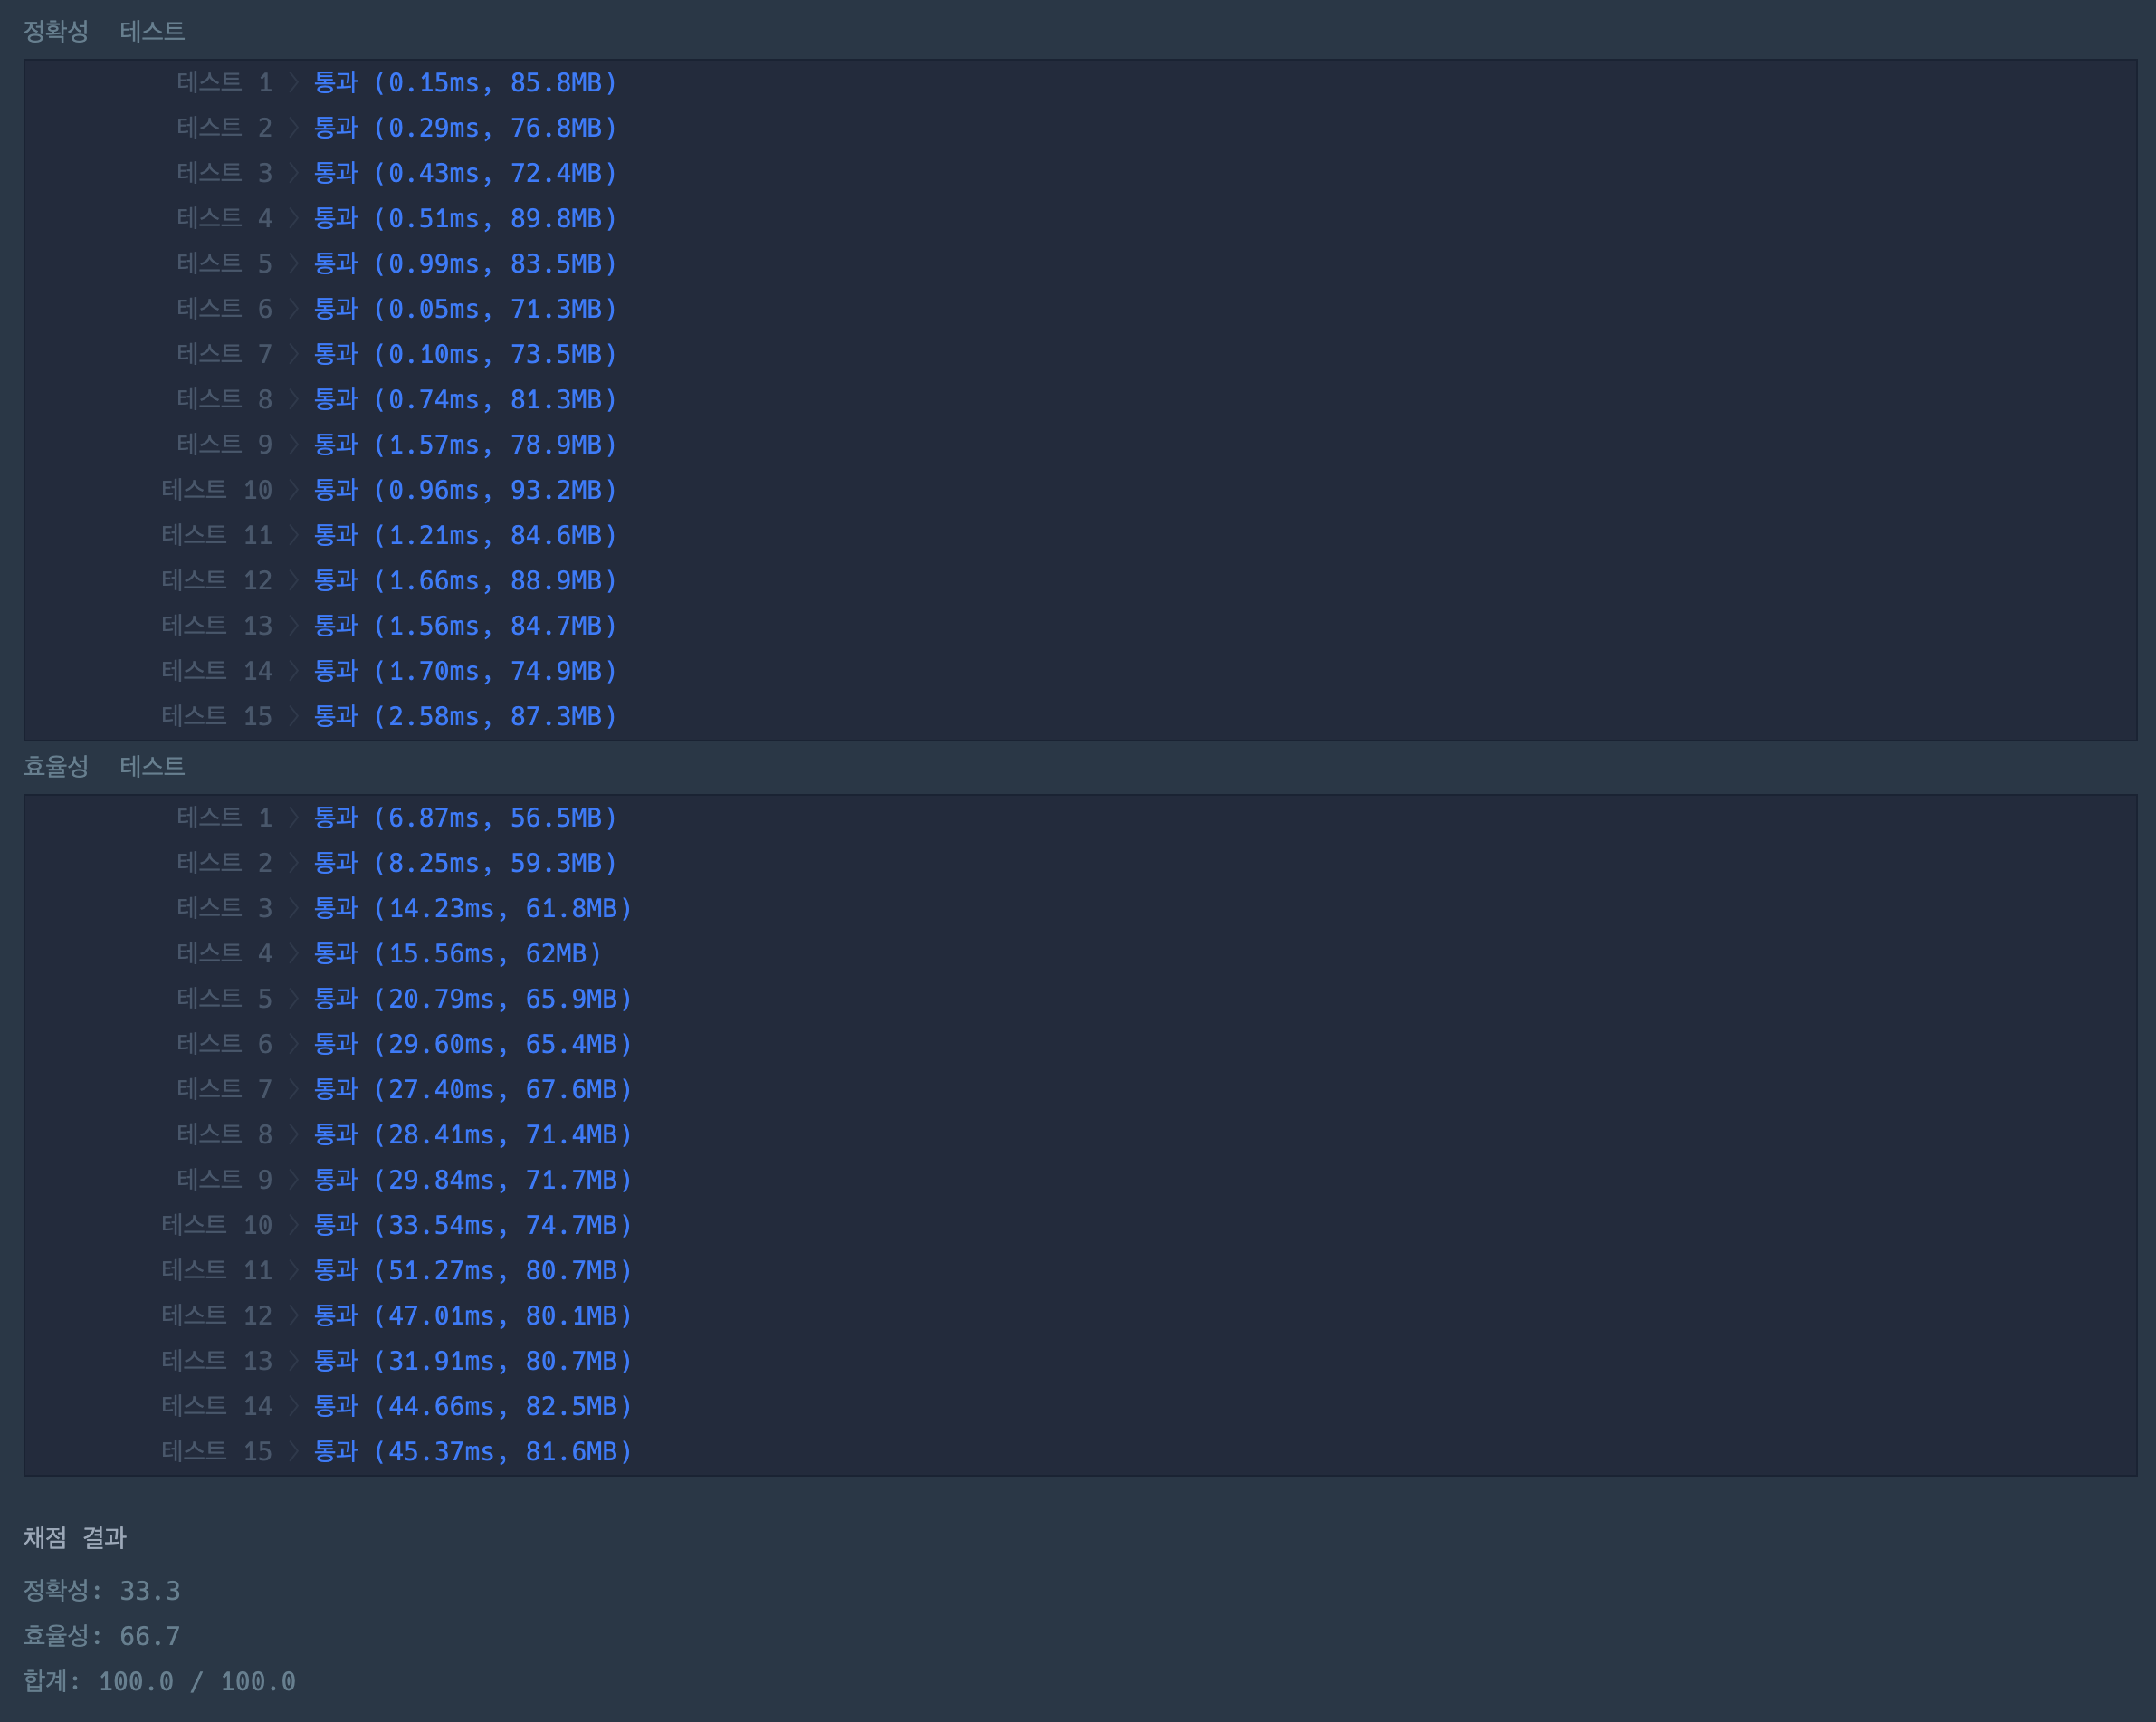 정확성  테스트
테스트 1 〉 통과 (0.15ms, 85.8MB)
테스트 2 〉 통과 (0.29ms, 76.8MB)
테스트 3 〉 통과 (0.43ms, 72.4MB)
테스트 4 〉 통과 (0.51ms, 89.8MB)
테스트 5 〉 통과 (0.99ms, 83.5MB)
테스트 6 〉 통과 (0.05ms, 71.3MB)
테스트 7 〉 통과 (0.10ms, 73.5MB)
테스트 8 〉 통과 (0.74ms, 81.3MB)
테스트 9 〉 통과 (1.57ms, 78.9MB)
테스트 10 〉 통과 (0.96ms, 93.2MB)
테스트 11 〉 통과 (1.21ms, 84.6MB)
테스트 12 〉 통과 (1.66ms, 88.9MB)
테스트 13 〉 통과 (1.56ms, 84.7MB)
테스트 14 〉 통과 (1.70ms, 74.9MB)
테스트 15 〉 통과 (2.58ms, 87.3MB)
효율성  테스트
테스트 1 〉 통과 (6.87ms, 56.5MB)
테스트 2 〉 통과 (8.25ms, 59.3MB)
테스트 3 〉 통과 (14.23ms, 61.8MB)
테스트 4 〉 통과 (15.56ms, 62MB)
테스트 5 〉 통과 (20.79ms, 65.9MB)
테스트 6 〉 통과 (29.60ms, 65.4MB)
테스트 7 〉 통과 (27.40ms, 67.6MB)
테스트 8 〉 통과 (28.41ms, 71.4MB)
테스트 9 〉 통과 (29.84ms, 71.7MB)
테스트 10 〉 통과 (33.54ms, 74.7MB)
테스트 11 〉 통과 (51.27ms, 80.7MB)
테스트 12 〉 통과 (47.01ms, 80.1MB)
테스트 13 〉 통과 (31.91ms, 80.7MB)
테스트 14 〉 통과 (44.66ms, 82.5MB)
테스트 15 〉 통과 (45.37ms, 81.6MB)
채점 결과
정확성: 33.3
효율성: 66.7
합계: 100.0 / 100.0